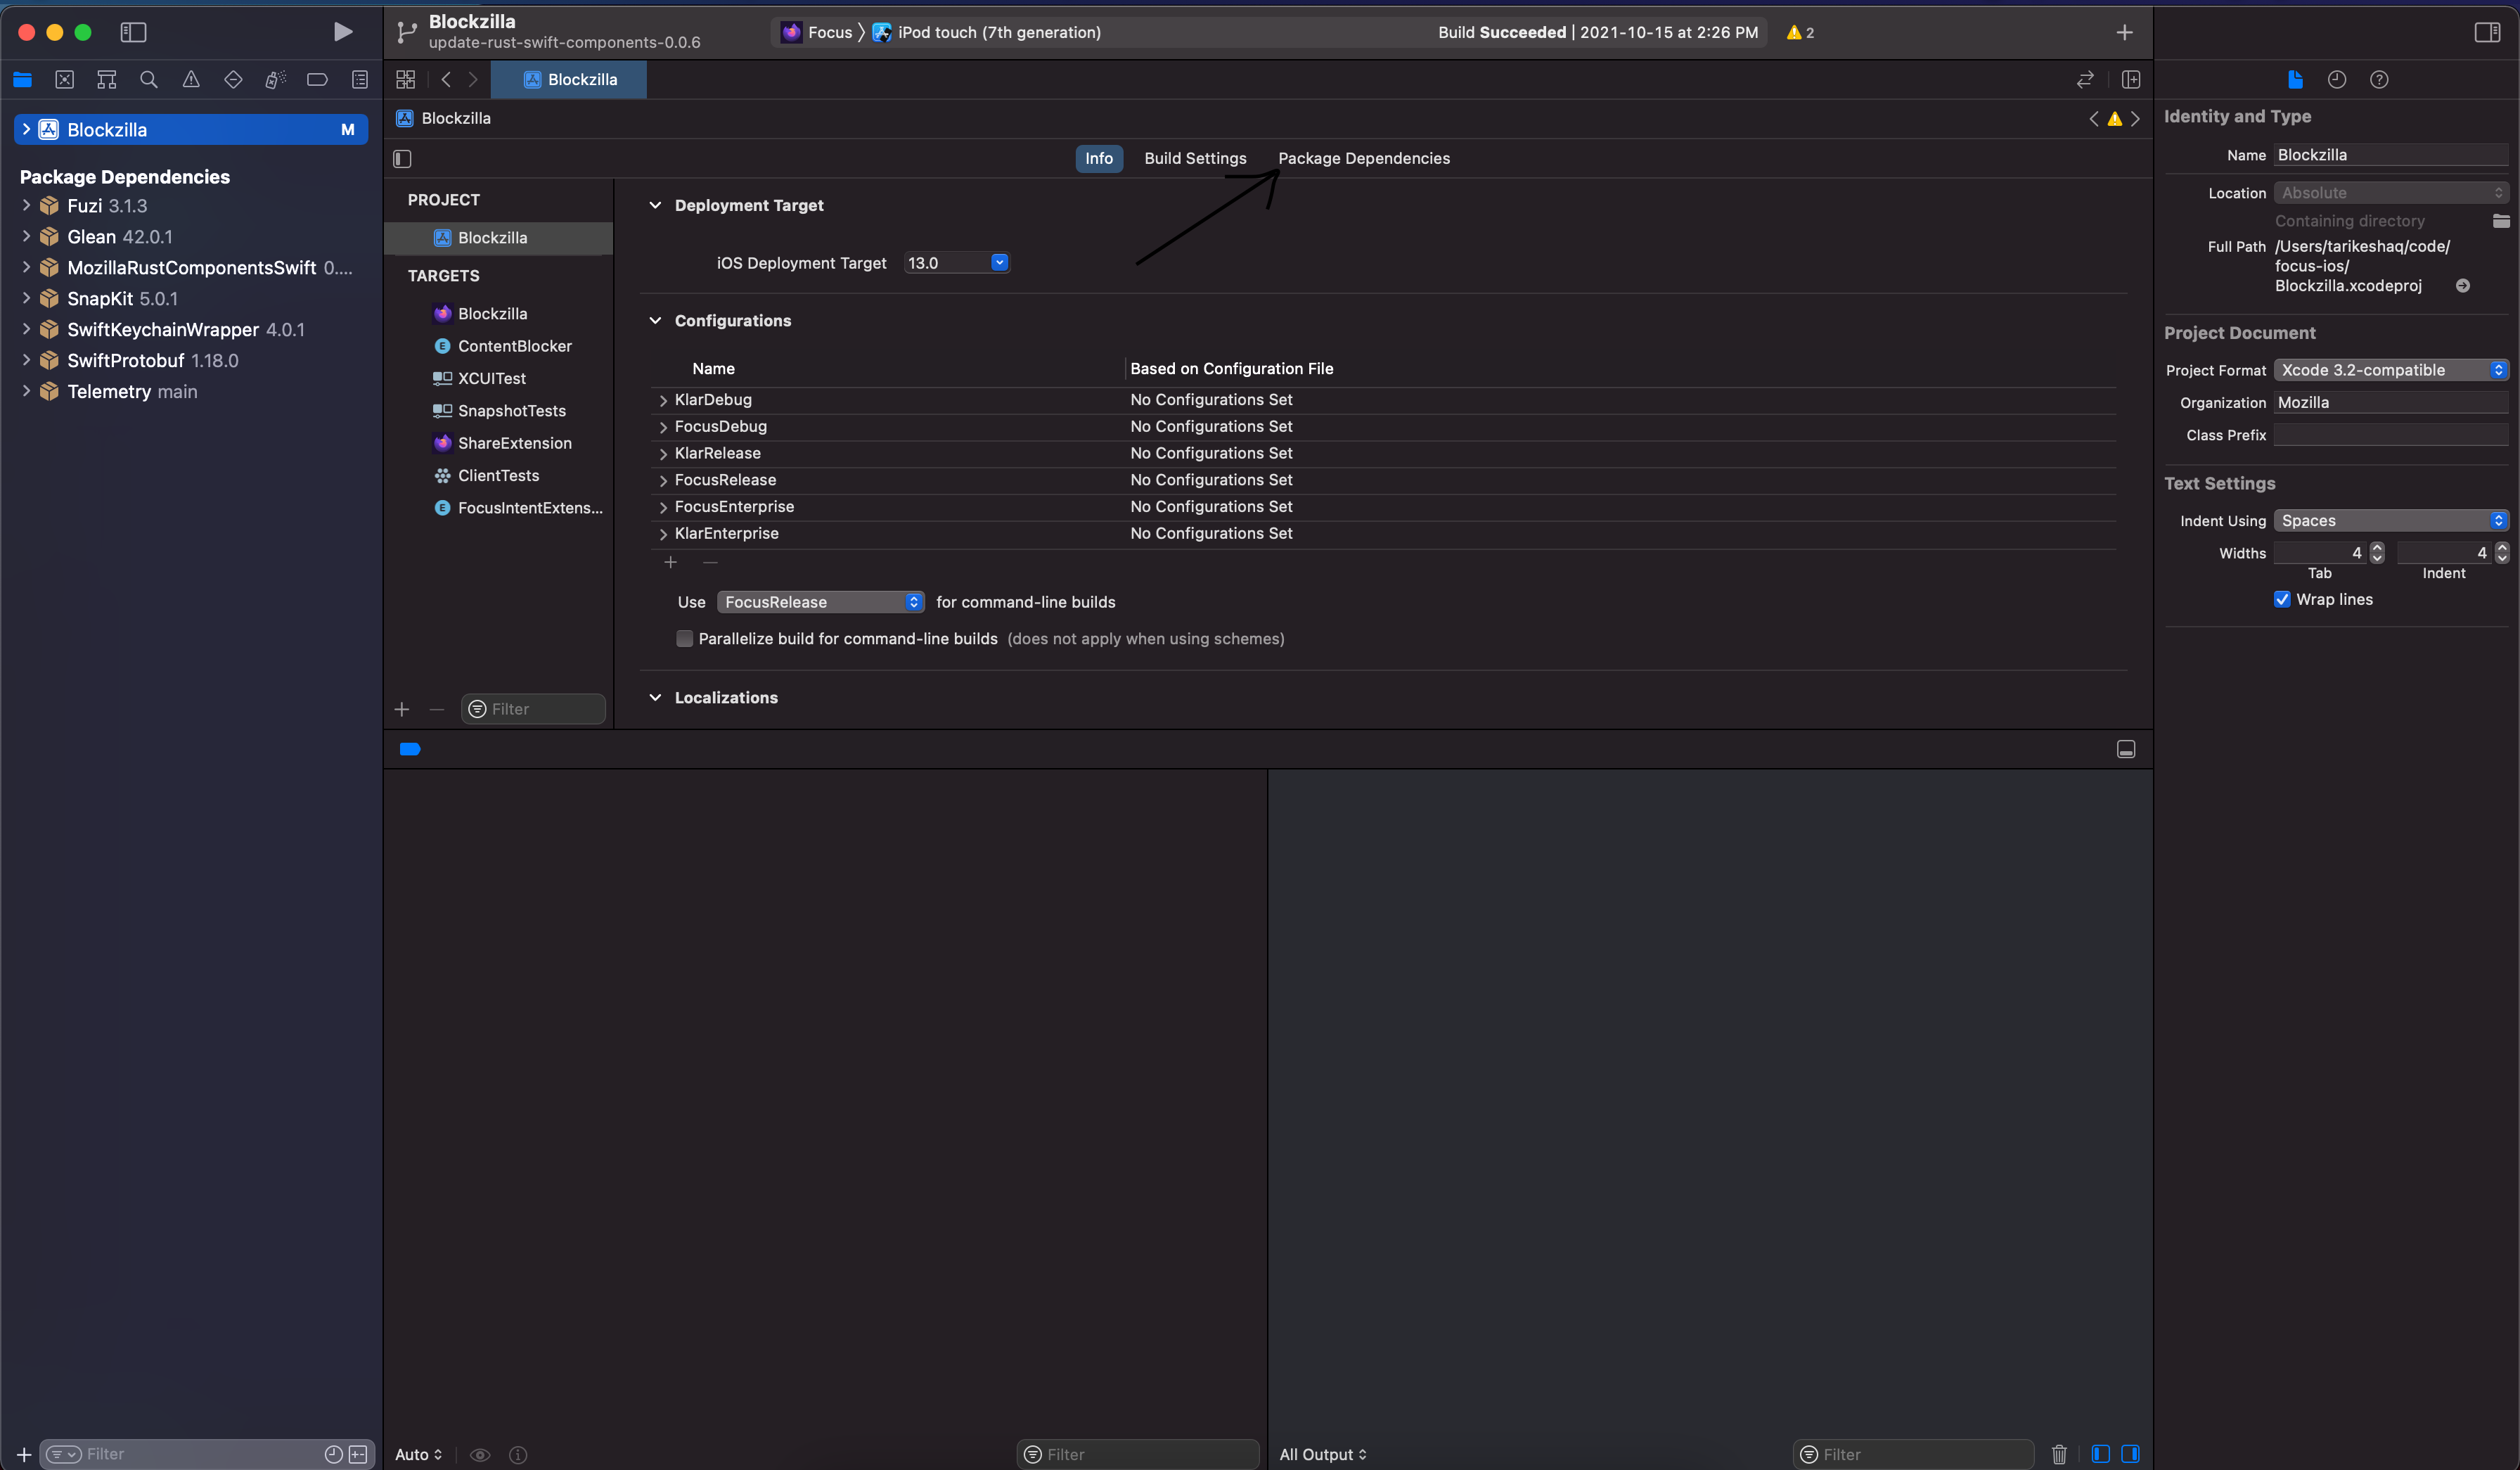 Blockzilla
update-rust-swift-components-0.0.6
Focus
iPod touch (7th generation)
Build Succeeded | 2021-10-15 at 2:26 PM
2
Blockzilla
Blockzilla
Blockzilla M
Package Dependencies
Fuzi 3.1.3
Glean 42.0.1
MozillaRustComponentsSwift 0....
SnapKit 5.0.1
SwiftKeychainWrapper 4.0.1
SwiftProtobuf 1.18.0
Telemetry main
Filter
Info Build Settings Package Dependencies
PROJECT
Blockzilla
TARGETS
Blockzilla
ContentBlocker
XCUITest
SnapshotTests
ShareExtension
ClientTests
FocusIntentExtens...
Filter
Deployment Target
iOS Deployment Target 13.0
Configurations
Name Based on Configuration File
KlarDebug No Configurations Set
FocusDebug No Configurations Set
KlarRelease No Configurations Set
FocusRelease No Configurations Set
FocusEnterprise No Configurations Set
KlarEnterprise No Configurations Set
Use FocusRelease for command-line builds
Parallelize build for command-line builds (does not apply when using schemes)
Localizations
Auto
Filter
All Output
Filter
Identity and Type
Name Blockzilla
Location Absolute
Containing directory
Full Path /Users/tarikeshaq/code/
focus-ios/
Blockzilla.xcodeproj
Project Document
Project Format Xcode 3.2-compatible
Organization Mozilla
Class Prefix
Text Settings
Indent Using Spaces
Widths 4 4
Tab Indent
Wrap lines